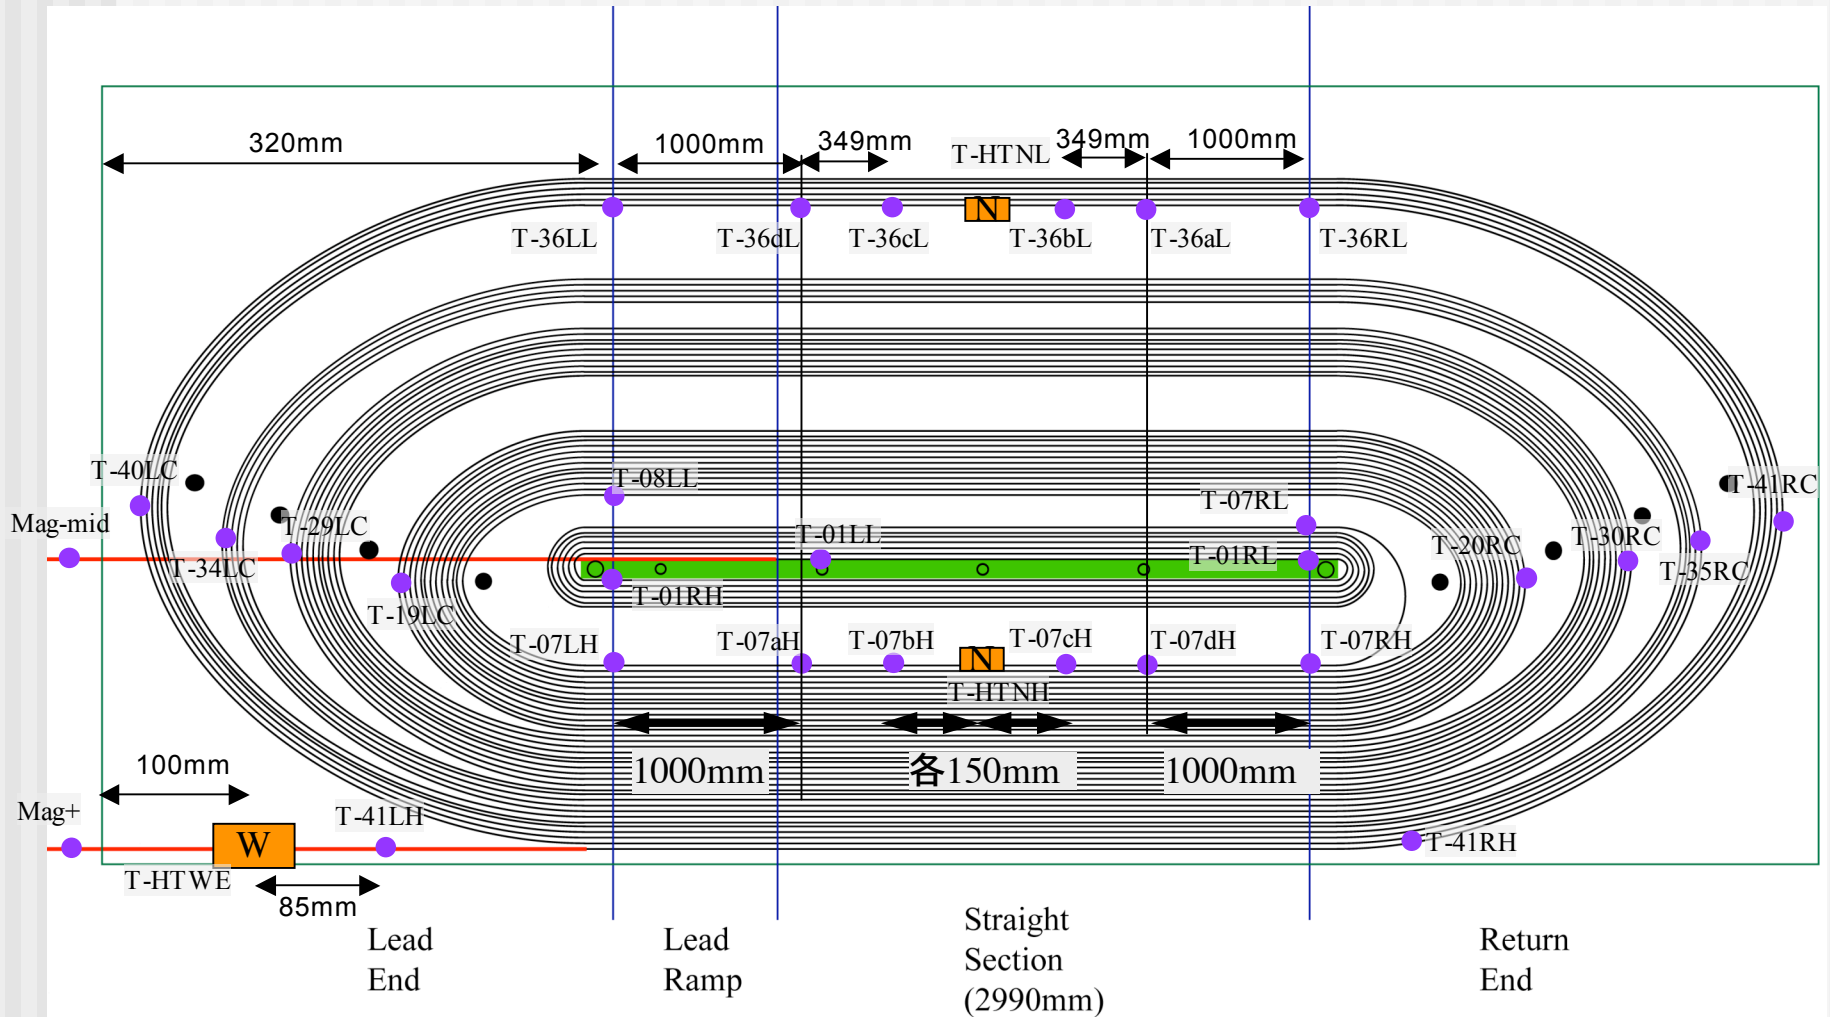 320mm
1000mm
349mm
T-HTNL
349mm
1000mm
N
T-36LL
T-36dL
T-36cL
T-36bL
T-36aL
T-36RL
T-40LC
T-08LL
T-07RL
T-41RC
Mag-mid
T-29LC
T-01LL
T-01RL
T-20RC
T-30RC
T-34LC
T-35RC
T-19LC
T-01RH
T-07LH
T-07aH
T-07bH
N
T-07cH
T-07dH
T-07RH
T-HTNH
100mm
1000mm
各150mm
1000mm
Mag+
T-41LH
W
T-41RH
T-HTWE
85mm
Lead
End
Lead
Ramp
Straight
Section
(2990mm)
Return
End